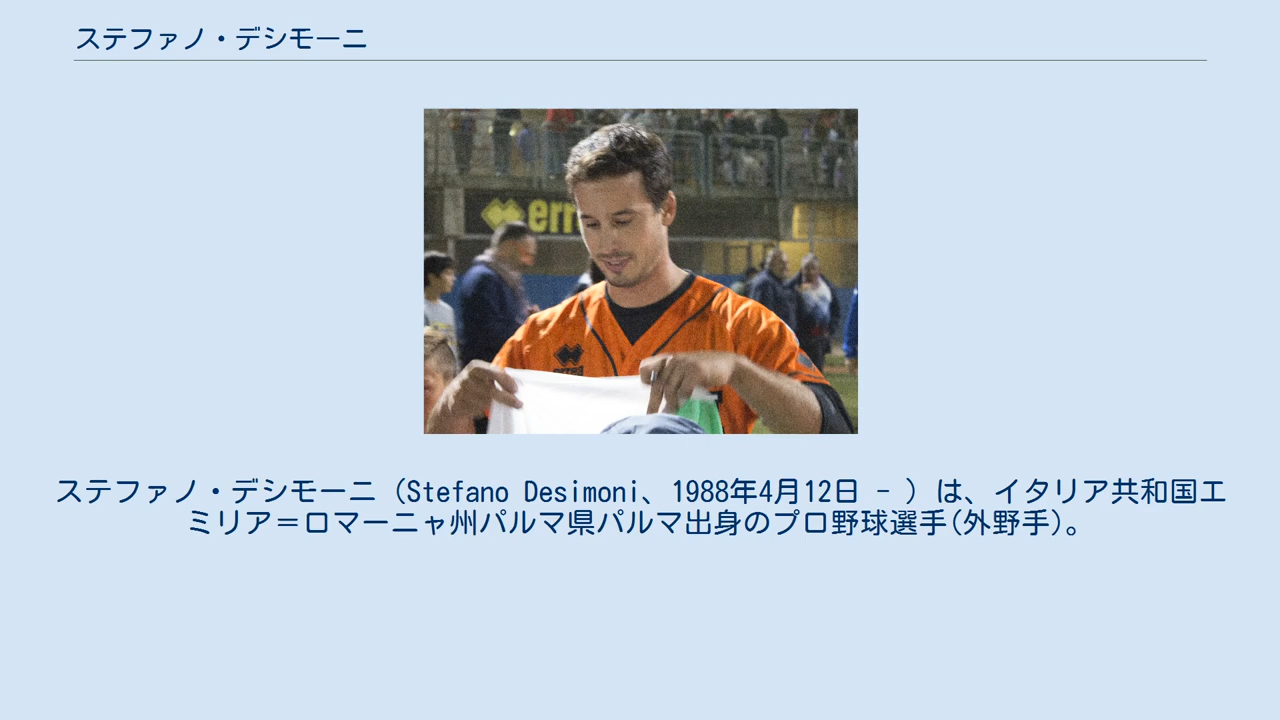 ステファノ・デシモーニ
err
ステファノ・デシモーニ（Stefano Desimoni、1988年4月12日 - ）は、イタリア共和国エ
ミリア＝ロマーニャ州パルマ県パルマ出身のプロ野球選手(外野手)。